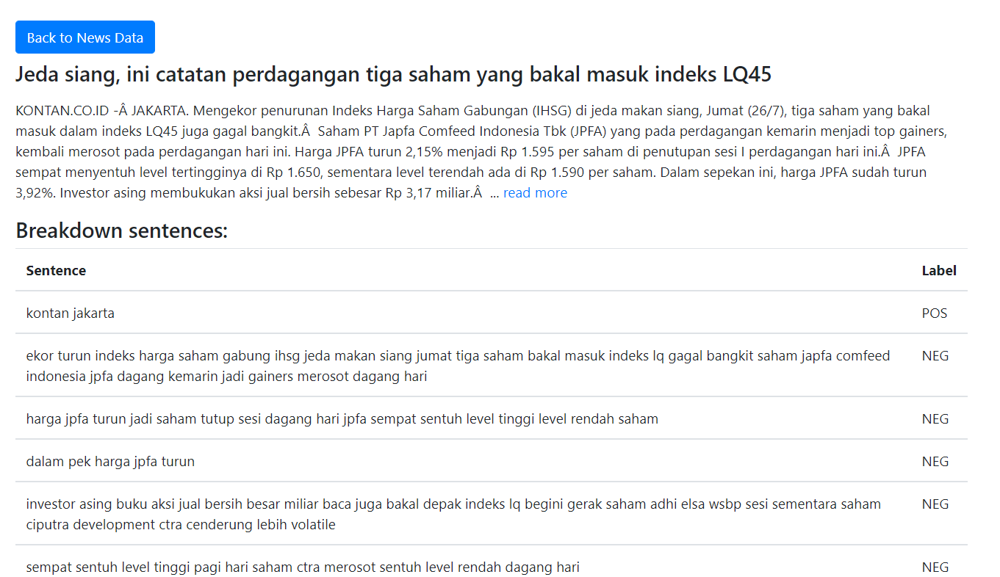 Back to News Data
Jeda siang, ini catatan perdagangan tiga saham yang bakal masuk indeks LQ45
KONTAN.CO.ID -Â JAKARTA. Mengekor penurunan Indeks Harga Saham Gabungan (IHSG) di jeda makan siang, Jumat (26/7), tiga saham yang bakal
masuk dalam indeks LQ45 juga gagal bangkit.Â  Saham PT Japfa Comfeed Indonesia Tbk (JPFA) yang pada perdagangan kemarin menjadi top gainers,
kembali merosot pada perdagangan hari ini. Harga JPFA turun 2,15% menjadi Rp 1.595 per saham di penutupan sesi I perdagangan hari ini.Â  JPFA
sempat menyentuh level tertingginya di Rp 1.650, sementara level terendah ada di Rp 1.590 per saham. Dalam sepekan ini, harga JPFA sudah turun
3,92%. Investor asing membukukan aksi jual bersih sebesar Rp 3,17 miliar.Â  ... read more
Breakdown sentences:
Sentence Label
kontan jakarta POS
ekor turun indeks harga saham gabung ihsg jeda makan siang jumat tiga saham bakal masuk indeks lq gagal bangkit saham japfa comfeed NEG
indonesia jpfa dagang kemarin jadi gainers merosot dagang hari
harga jpfa turun jadi saham tutup sesi dagang hari jpfa sempat sentuh level tinggi level rendah saham NEG
dalam pek harga jpfa turun NEG
investor asing buku aksi jual bersih besar miliar baca juga bakal depak indeks lq begini gerak saham adhi elsa wsbp sesi sementara saham NEG
ciputra development ctra cenderung lebih volatile
sempat sentuh level tinggi pagi hari saham ctra merosot sentuh level rendah dagang hari NEG